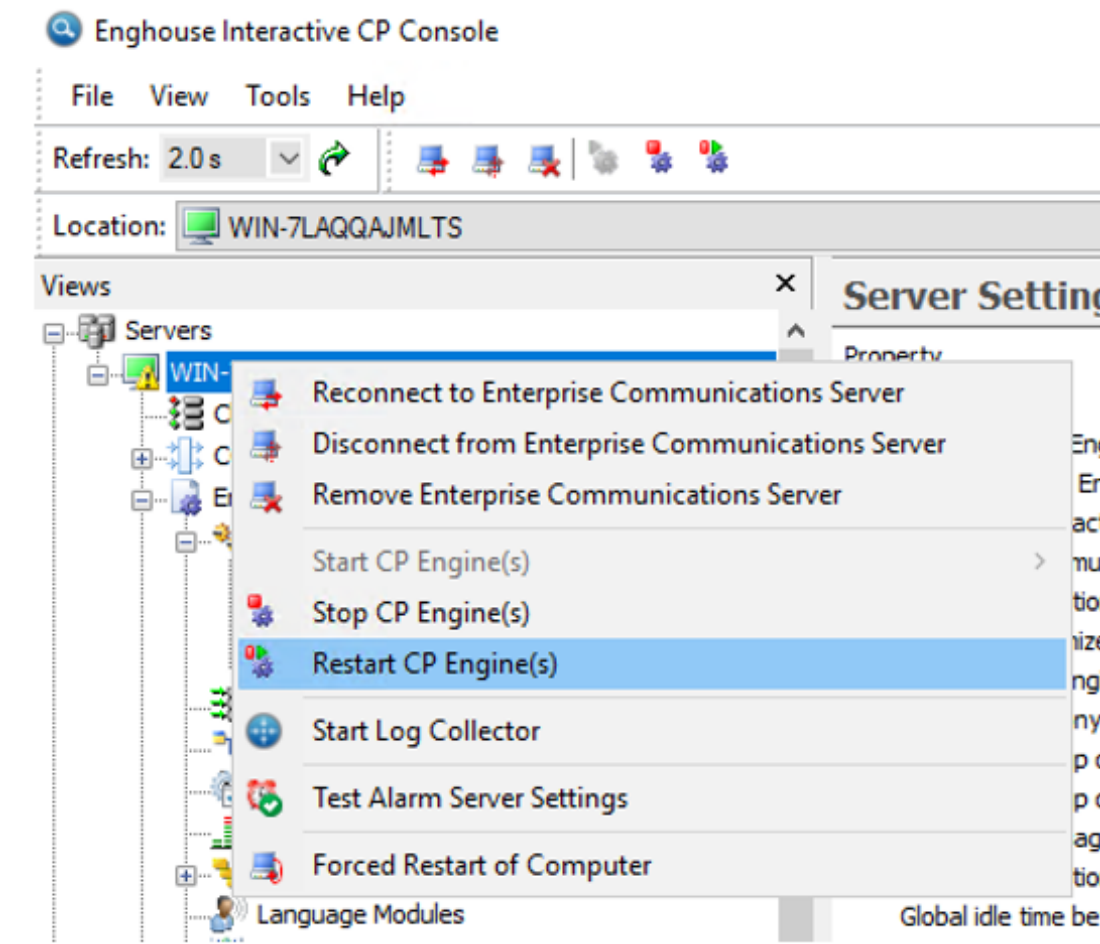 Enghouse Interactive CP Console
File View Tools Help
Refresh: 2.0 s
Location: WIN-7LAQQAJMLTS
Views
Server Setting
Servers
Property
WIN-
Reconnect to Enterprise Communications Server
Disconnect from Enterprise Communications Server
Remove Enterprise Communications Server
Start CP Engine(s)
Stop CP Engine(s)
Restart CP Engine(s)
Start Log Collector
Test Alarm Server Settings
Forced Restart of Computer
Language Modules
Global idle time be